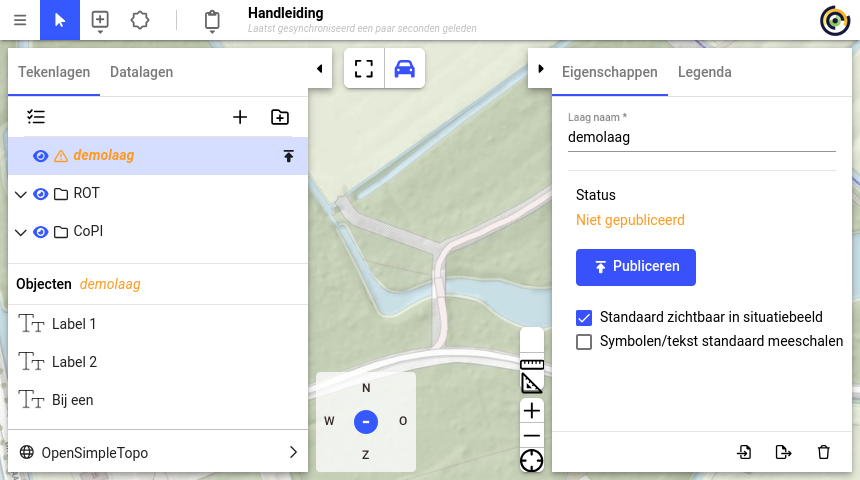 Handleiding
Laatst gesynchroniseerd een paar seconden geleden
Tekenlagen Datalagen
demolaag
ROT
CoPI
Objecten demolaag
Label 1
Label 2
Bij een
OpenSimpleTopo
N
W O
Z
Eigenschappen Legenda
Laag naam *
demolaag
Status
Niet gepubliceerd
Publiceren
Standaard zichtbaar in situatiebeeld
Symbolen/tekst standaard meeschalen